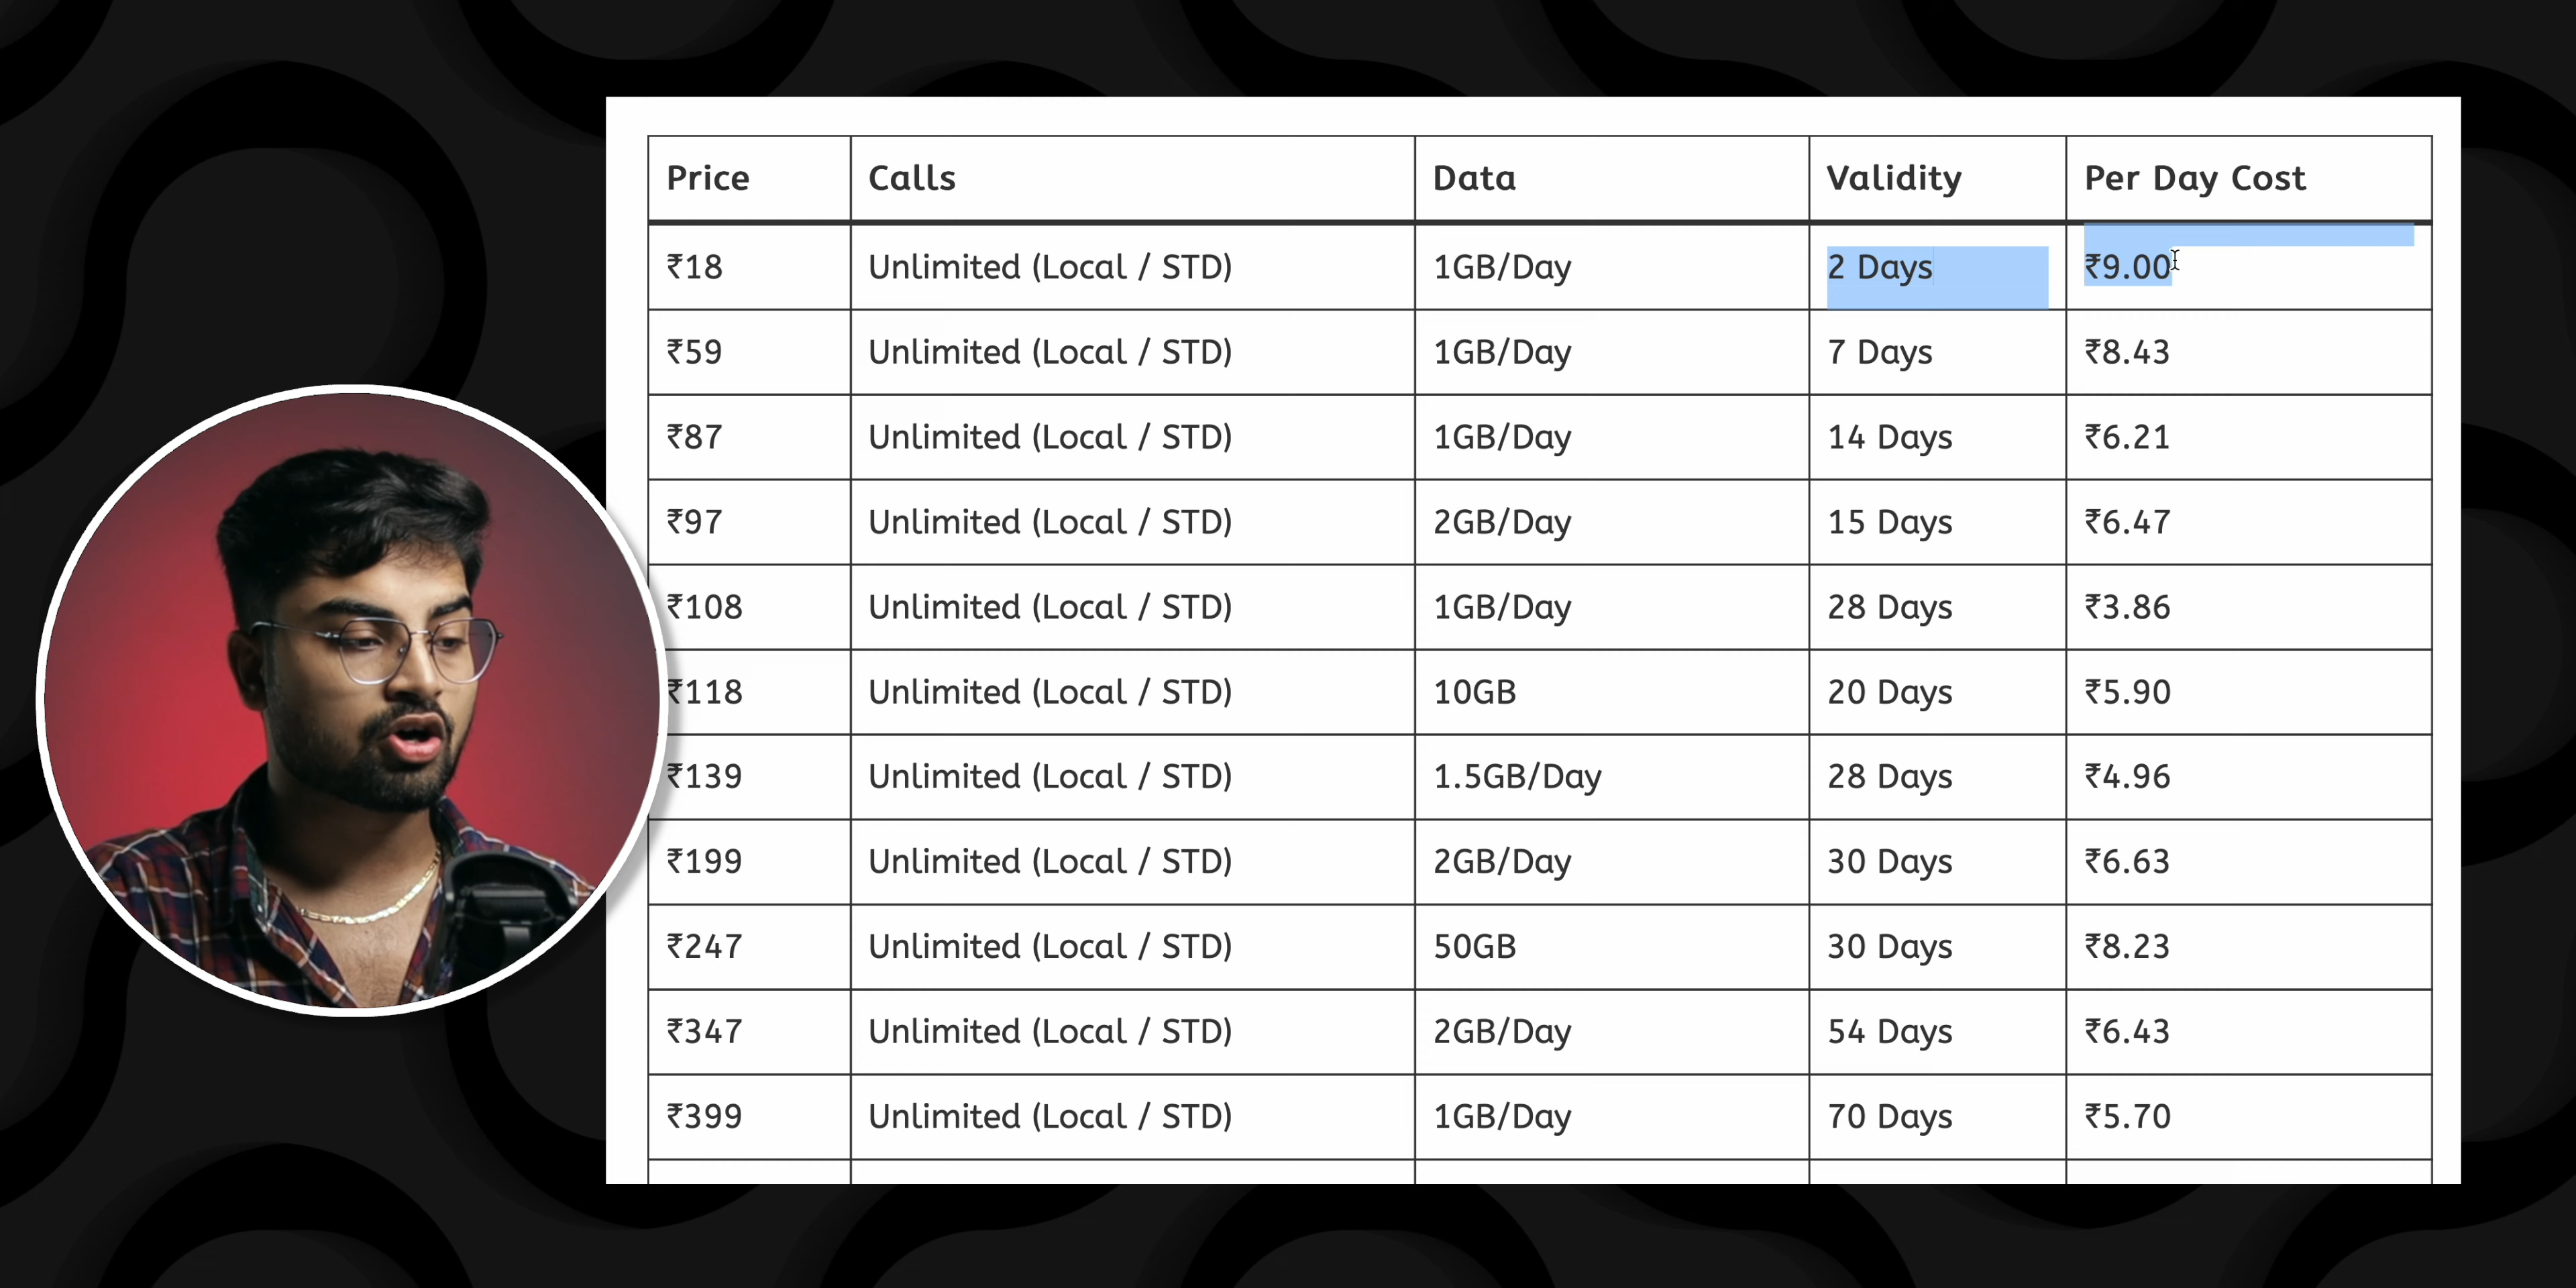 Price Calls Data Validity Per Day Cost
₹18 Unlimited (Local / STD) 1GB/Day 2 Days ₹9.00
₹59 Unlimited (Local / STD) 1GB/Day 7 Days ₹8.43
₹87 Unlimited (Local / STD) 1GB/Day 14 Days ₹6.21
₹97 Unlimited (Local / STD) 2GB/Day 15 Days ₹6.47
₹108 Unlimited (Local / STD) 1GB/Day 28 Days ₹3.86
₹118 Unlimited (Local / STD) 10GB 20 Days ₹5.90
₹139 Unlimited (Local / STD) 1.5GB/Day 28 Days ₹4.96
₹199 Unlimited (Local / STD) 2GB/Day 30 Days ₹6.63
₹247 Unlimited (Local / STD) 50GB 30 Days ₹8.23
₹347 Unlimited (Local / STD) 2GB/Day 54 Days ₹6.43
₹399 Unlimited (Local / STD) 1GB/Day 70 Days ₹5.70